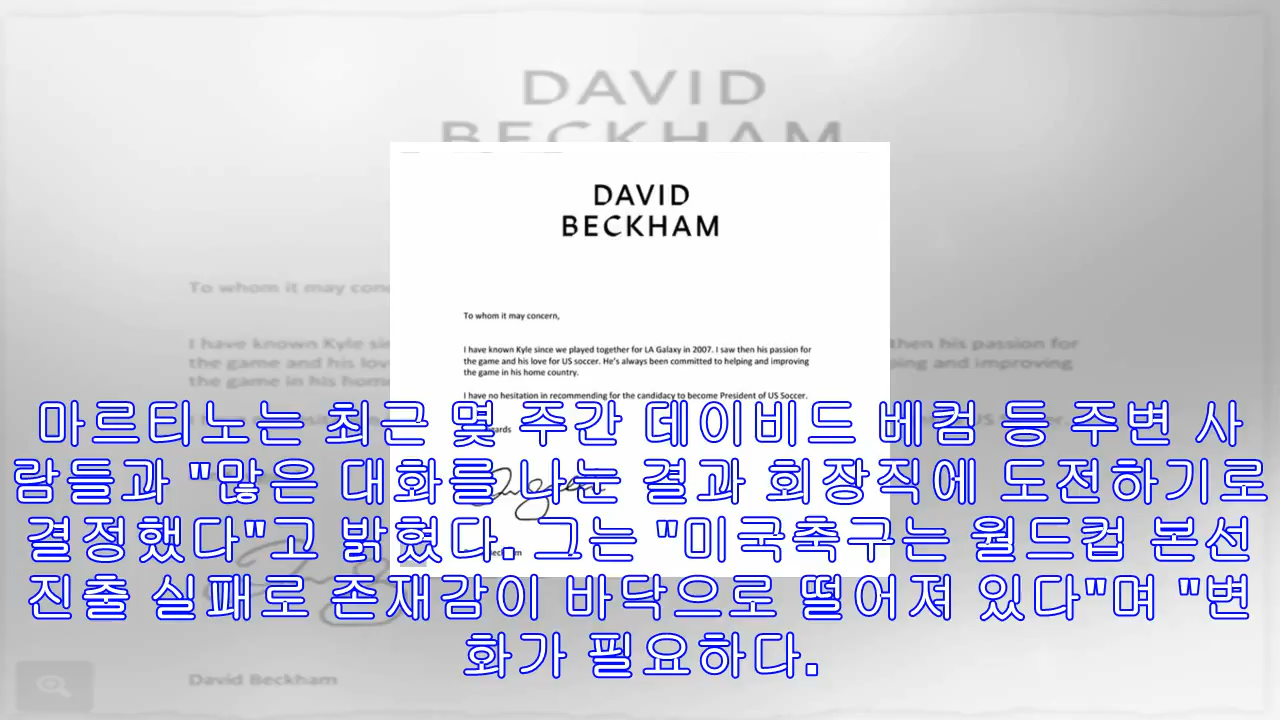 DAVID
BECKHAM
DAVID
BECKHAM
To whom it may concern,
I have known Kyle since we played together for LA Galaxy in 2007. I saw then his passion for
the game and his love for US soccer. He's always been committed to helping and improving
the game in his home country.
I have no hesitation in recommending for the candidacy to become President of US Soccer.
마르티노는 최근 몇 주간 데이비드 베컴 등 주변 사
람들과 "많은 대화를 나눈 결과 회장직에 도전하기로
결정했다"고 밝혔다. 그는 "미국축구는 월드컵 본선
진출 실패로 존재감이 바닥으로 떨어져 있다"며 "변
화가 필요하다.
David Beckham